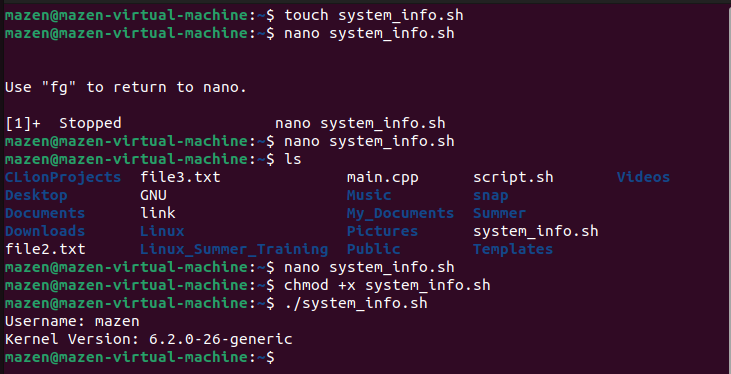 mazen@mazen-virtual-machine:~$ touch system_info.sh
mazen@mazen-virtual-machine:~$ nano system_info.sh
Use "fg" to return to nano.
[1]+  Stopped                 nano system_info.sh
mazen@mazen-virtual-machine:~$ nano system_info.sh
mazen@mazen-virtual-machine:~$ ls
CLionProjects  file3.txt              main.cpp      script.sh       Videos
Desktop        GNU                    Music         snap
Documents      link                   My_Documents  Summer
Downloads      Linux                  Pictures      system_info.sh
file2.txt      Linux_Summer_Training  Public        Templates
mazen@mazen-virtual-machine:~$ nano system_info.sh
mazen@mazen-virtual-machine:~$ chmod +x system_info.sh
mazen@mazen-virtual-machine:~$ ./system_info.sh
Username: mazen
Kernel Version: 6.2.0-26-generic
mazen@mazen-virtual-machine:~$